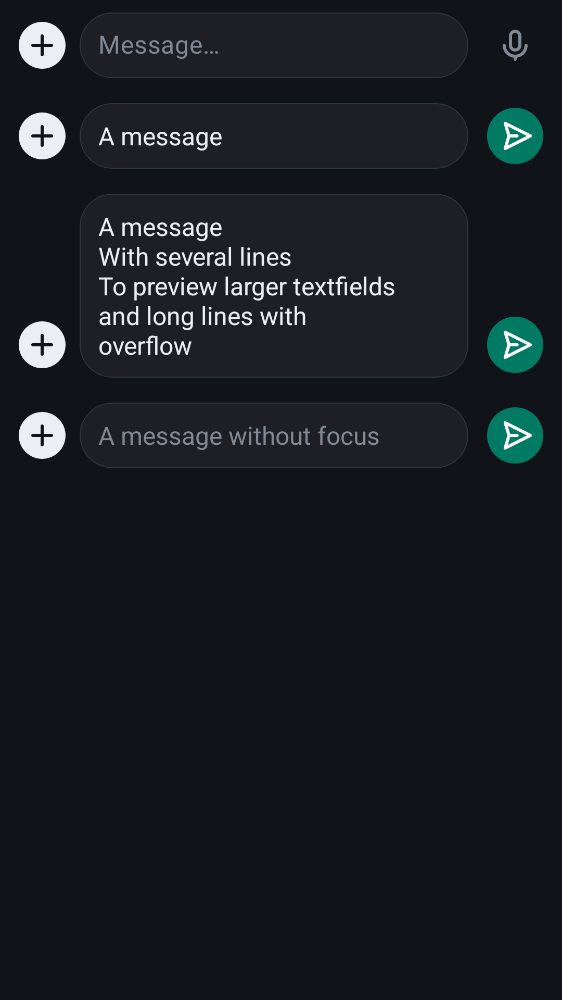 Message…
A message
A message
With several lines
To preview larger textfields
and long lines with
overflow
A message without focus